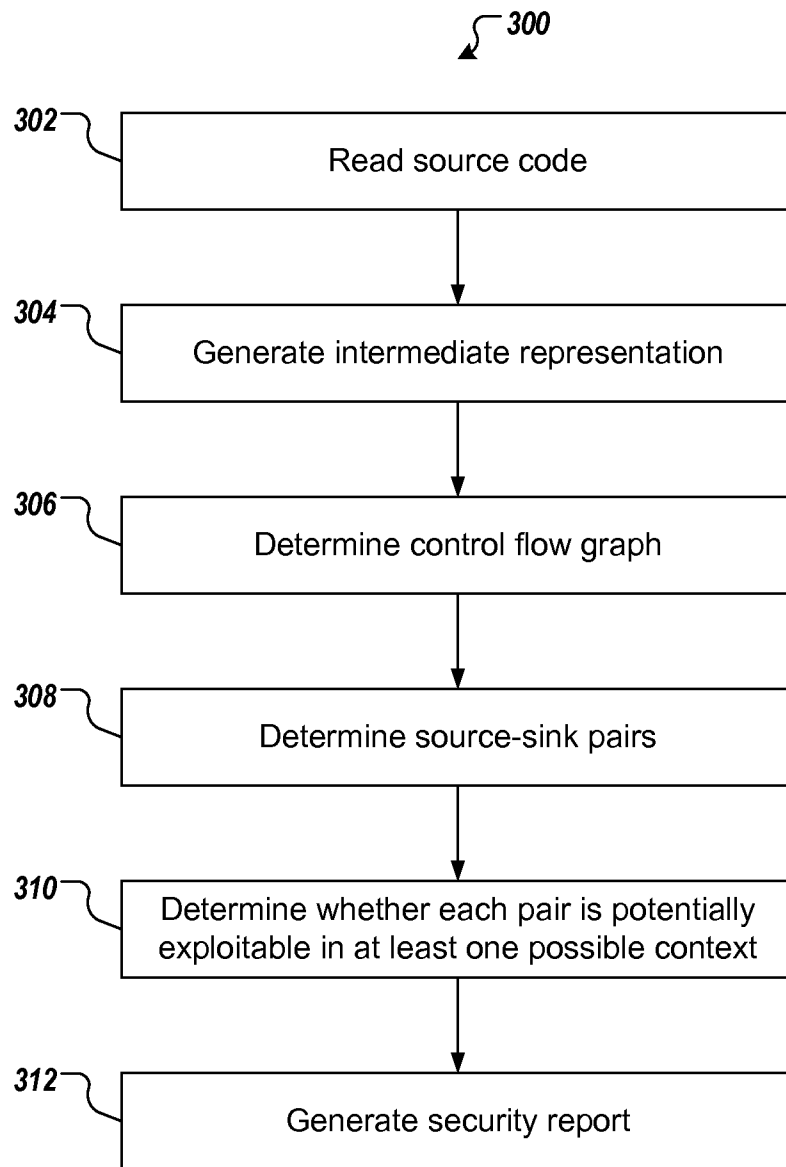 300
302
Read source code
304
Generate intermediate representation
306
Determine control flow graph
308
Determine source-sink pairs
310
Determine whether each pair is potentially
exploitable in at least one possible context
312
Generate security report